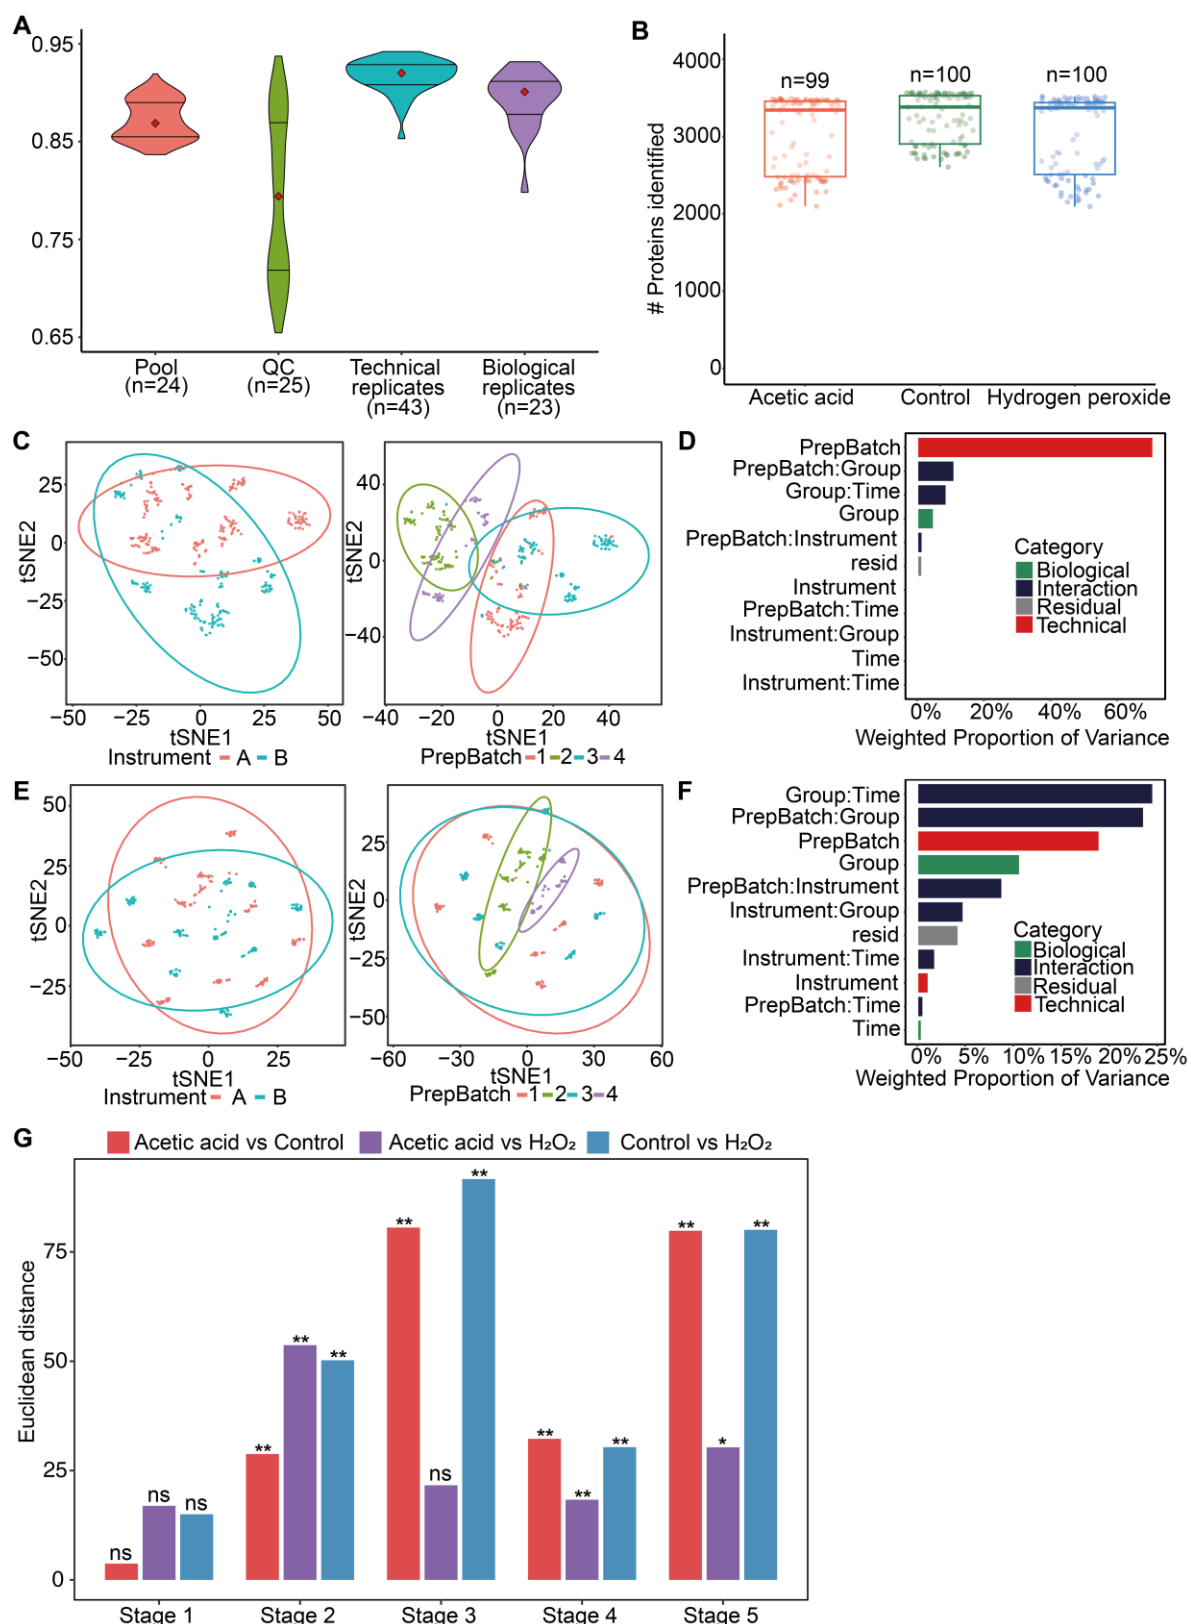 A
0.95
0.85
0.75
0.65
Pool
(n=24)
QC
(n=25)
Technical
replicates
(n=43)
Biological
replicates
(n=23)
B
# Proteins identified
4000
3000
2000
1000
0
n=99
n=100
n=100
Acetic acid
Control
Hydrogen peroxide
C
tSNE2
25
0
−25
−50
−50
−25
0
25
50
tSNE1
Instrument A B
tSNE2
40
0
−40
−40
−20
0
20
40
tSNE1
PrepBatch 1 2 3 4
D
PrepBatch
PrepBatch:Group
Group:Time
Group
PrepBatch:Instrument
resid
Instrument
PrepBatch:Time
Instrument:Group
Time
Instrument:Time
Category
Biological
Interaction
Residual
Technical
0% 20% 40% 60%
Weighted Proportion of Variance
E
tSNE2
50
25
0
−25
−50
−25
0
25
50
tSNE1
Instrument A B
tSNE2
25
0
−25
−50
−60
−30
0
30
60
tSNE1
PrepBatch 1 2 3 4
F
Group:Time
PrepBatch:Group
PrepBatch
Group
PrepBatch:Instrument
Instrument:Group
resid
Instrument:Time
Instrument
PrepBatch:Time
Time
Category
Biological
Interaction
Residual
Technical
0% 5% 10% 15% 20% 25%
Weighted Proportion of Variance
G
Acetic acid vs Control Acetic acid vs H₂O₂ Control vs H₂O₂
Euclidean distance
75
50
25
0
ns
ns
ns
**
**
**
**
ns
**
**
**
**
**
*
**
Stage 1
Stage 2
Stage 3
Stage 4
Stage 5